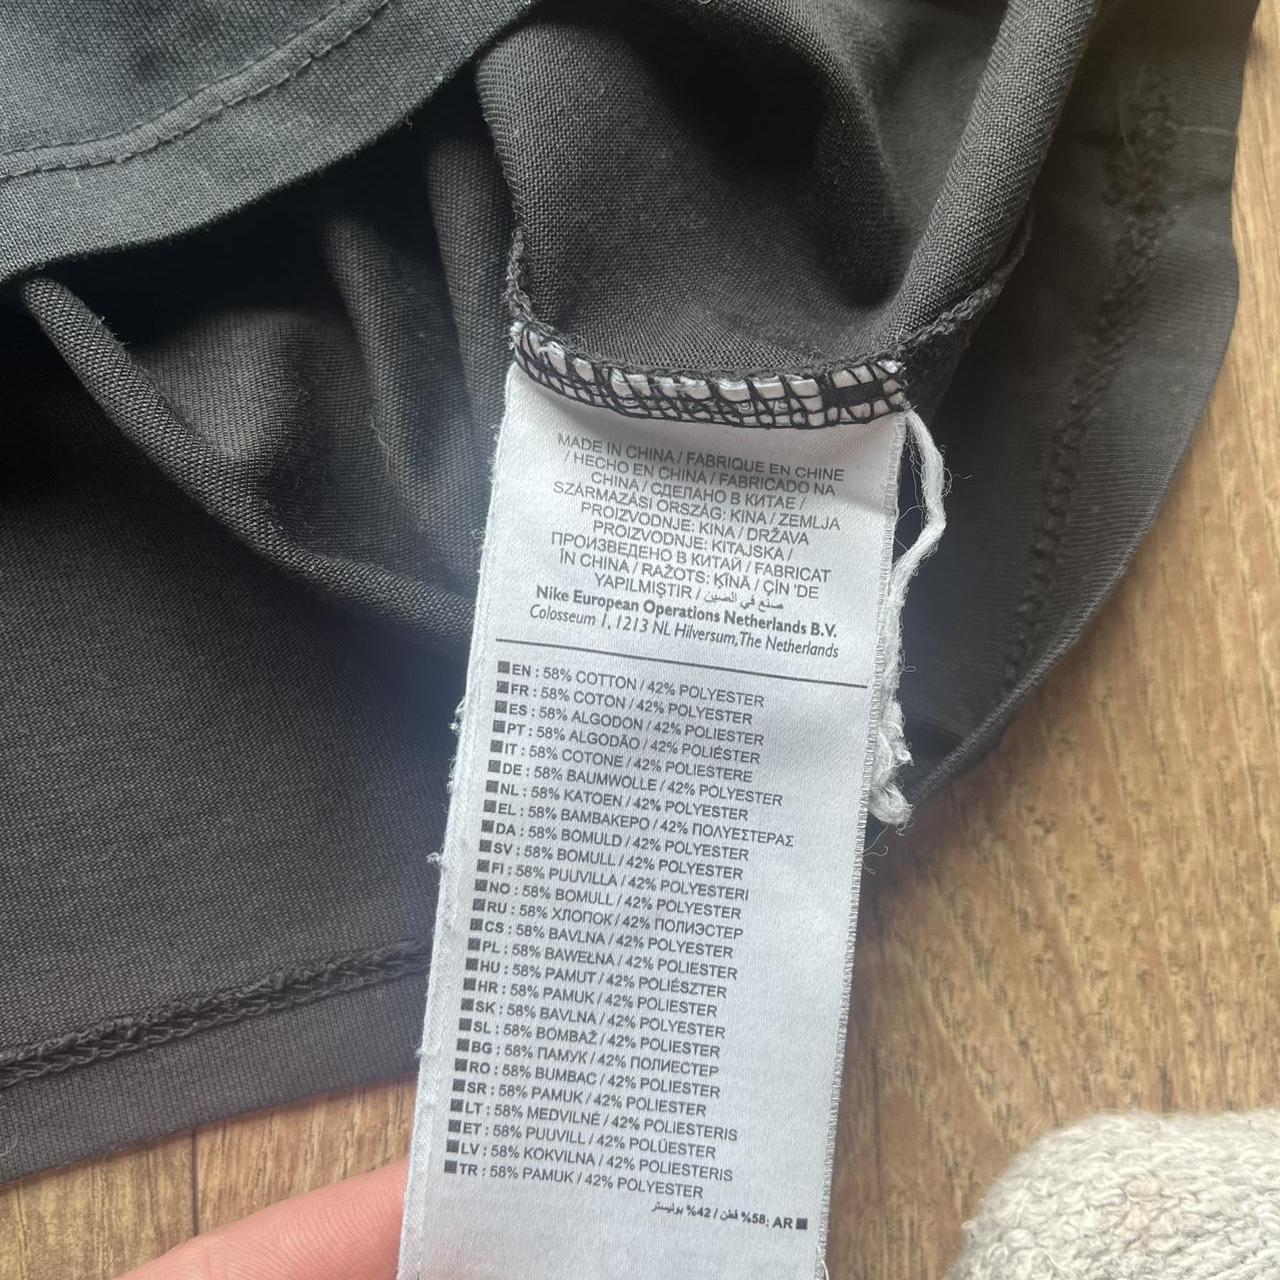 MADE IN CHINA / FABRIQUE EN CHINE
/ HECHO EN CHINA / FABRICADO NA
CHINA / СДЕЛАНО В КИТАЕ /
SZÁRMAZÁSI ORSZÁG: KÍNA / ZEMLJA
PROIZVODNJE: KINA / DRŽAVA
PROIZVODNJE: KITAJSKA /
ПРОИЗВЕДЕНО В КИТАЙ / FABRICAT
ÎN CHINA / RAŽOTS: ĶĪNĀ / ÇİN 'DE
YAPILMIŞTIR / صنع في الصين
Nike European Operations Netherlands B.V.
Colosseum 1, 1213 NL Hilversum, The Netherlands
EN : 58% COTTON / 42% POLYESTER
FR : 58% COTON / 42% POLYESTER
ES : 58% ALGODON / 42% POLIESTER
PT : 58% ALGODÃO / 42% POLIÉSTER
IT : 58% COTONE / 42% POLIESTERE
DE : 58% BAUMWOLLE / 42% POLYESTER
NL : 58% KATOEN / 42% POLYESTER
EL : 58% ΒΑΜΒΑΚΕΡΟ / 42% ΠΟΛΥΕΣΤΕΡΑΣ
DA : 58% BOMULD / 42% POLYESTER
SV : 58% BOMULL / 42% POLYESTER
FI : 58% PUUVILLA / 42% POLYESTERI
NO : 58% BOMULL / 42% POLYESTER
RU : 58% ХЛОПОК / 42% ПОЛИЭСТЕР
CS : 58% BAVLNA / 42% POLYESTER
PL : 58% BAWEŁNA / 42% POLIESTER
HU : 58% PAMUT / 42% POLIÉSZTER
HR : 58% PAMUK / 42% POLIESTER
SK : 58% BAVLNA / 42% POLYESTER
SL : 58% BOMBAŽ / 42% POLIESTER
BG : 58% ПАМУК / 42% ПОЛИЕСТЕР
RO : 58% BUMBAC / 42% POLIESTER
SR : 58% PAMUK / 42% POLIESTER
LT : 58% MEDVILNĖ / 42% POLIESTERIS
ET : 58% PUUVILL / 42% POLÜESTER
LV : 58% KOKVILNA / 42% POLIESTERIS
TR : 58% PAMUK / 42% POLYESTER
AR :58% قطن / 42% بوليستر